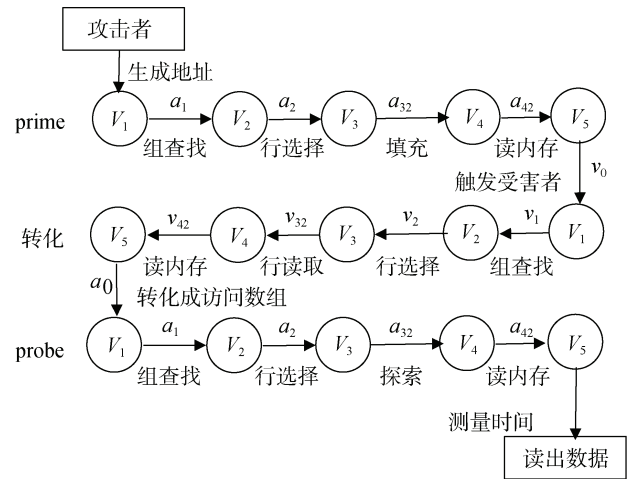 攻击者
生成地址
prime V₁ a₁ V₂ a₂ V₃ a₃₂ V₄ a₄₂ V₅
组查找 行选择 填充 读内存
触发受害者 v₀
转化 V₅ v₄₂ V₄ v₃₂ V₃ v₂ V₂ v₁ V₁
读内存 行读取 行选择 组查找
a₀ 转化成访问数组
probe V₁ a₁ V₂ a₂ V₃ a₃₂ V₄ a₄₂ V₅
组查找 行选择 探索 读内存
测量时间
读出数据